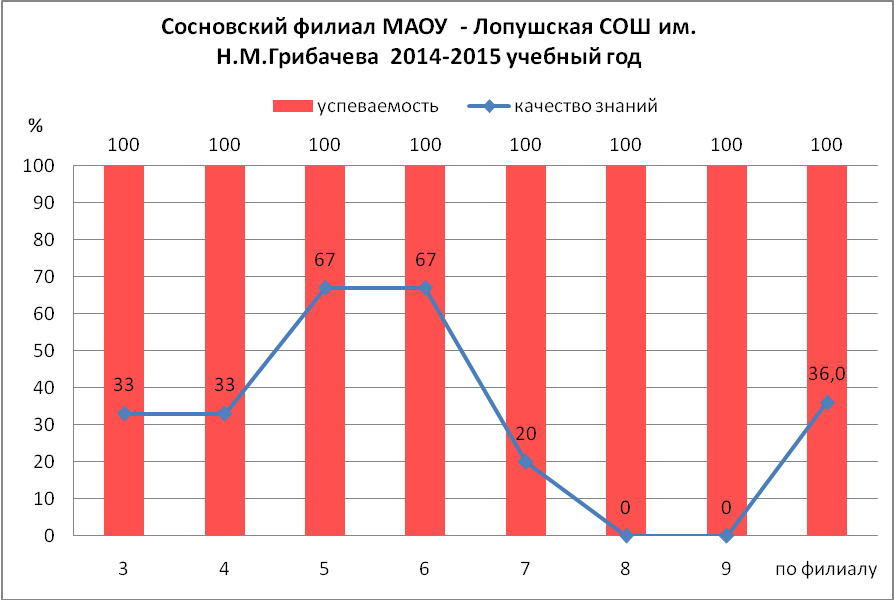 Сосновский филиал МАОУ - Лопушская СОШ им.
Н.М.Грибачева 2014-2015 учебный год
успеваемость качество знаний
%
100 100 100 100 100 100 100 100
100
90
80
70
60
50
40
30
20
10
0
33 33 67 67 20 0 0 36,0
3 4 5 6 7 8 9 по филиалу